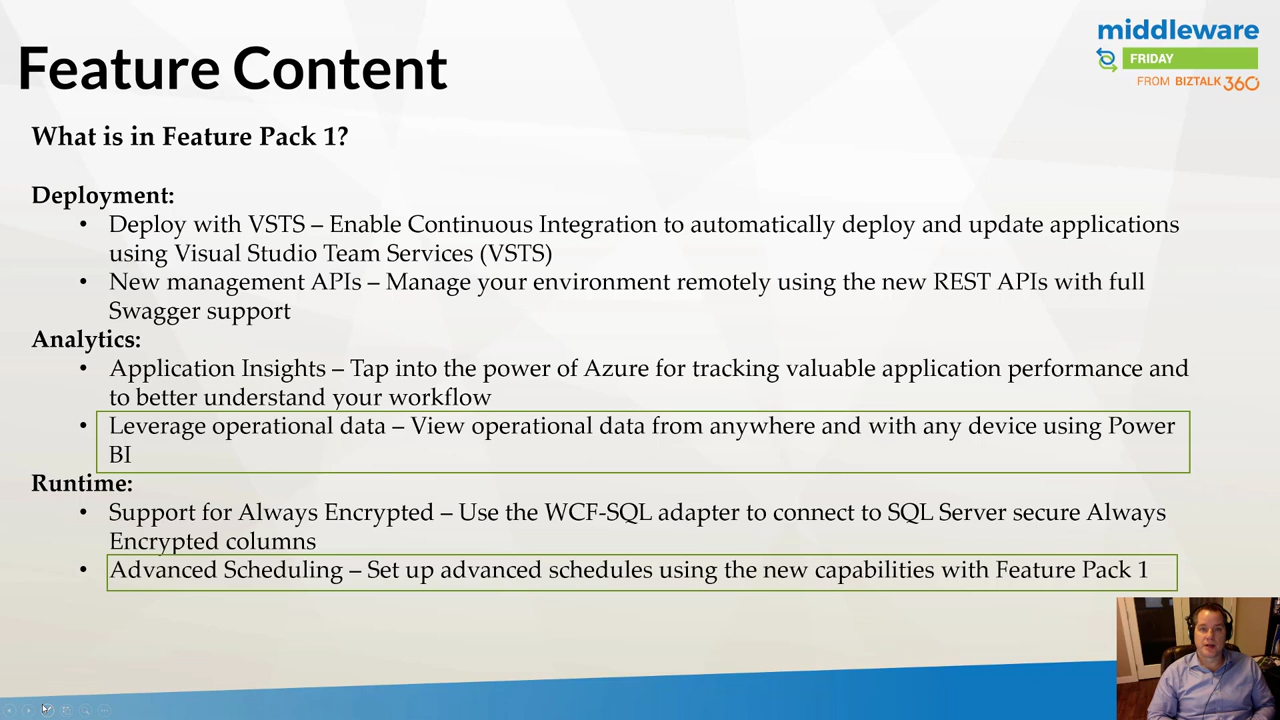 Feature Content
middleware
FRIDAY
FROM BIZTALK360
What is in Feature Pack 1?
Deployment:
• Deploy with VSTS – Enable Continuous Integration to automatically deploy and update applications
using Visual Studio Team Services (VSTS)
• New management APIs – Manage your environment remotely using the new REST APIs with full
Swagger support
Analytics:
• Application Insights – Tap into the power of Azure for tracking valuable application performance and
to better understand your workflow
• Leverage operational data – View operational data from anywhere and with any device using Power
BI
Runtime:
• Support for Always Encrypted – Use the WCF-SQL adapter to connect to SQL Server secure Always
Encrypted columns
• Advanced Scheduling – Set up advanced schedules using the new capabilities with Feature Pack 1